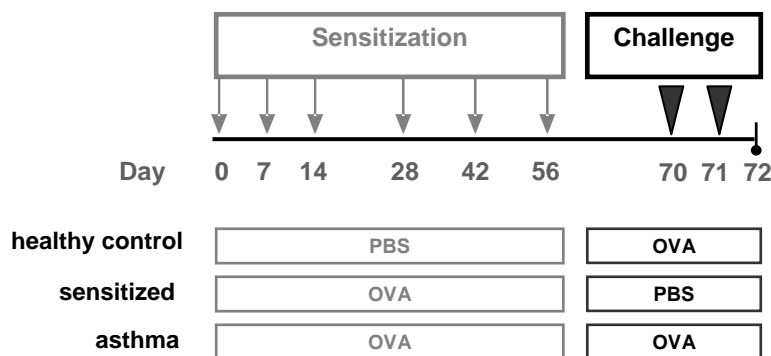 Sensitization Challenge
Day 0 7 14 28 42 56 70 71 72
healthy control PBS OVA
sensitized OVA PBS
asthma OVA OVA